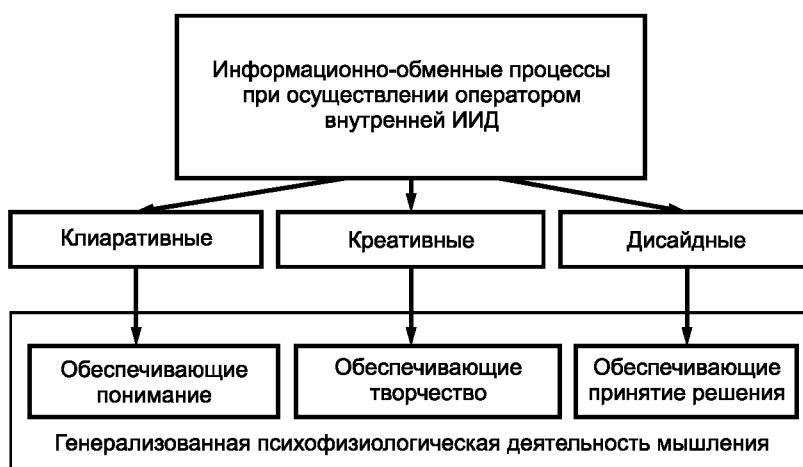 Информационно-обменные процессы
при осуществлении оператором
внутренней ИИД
Клиаративные
Креативные
Дисайдные
Обеспечивающие
понимание
Обеспечивающие
творчество
Обеспечивающие
принятие решения
Генерализованная психофизиологическая деятельность мышления